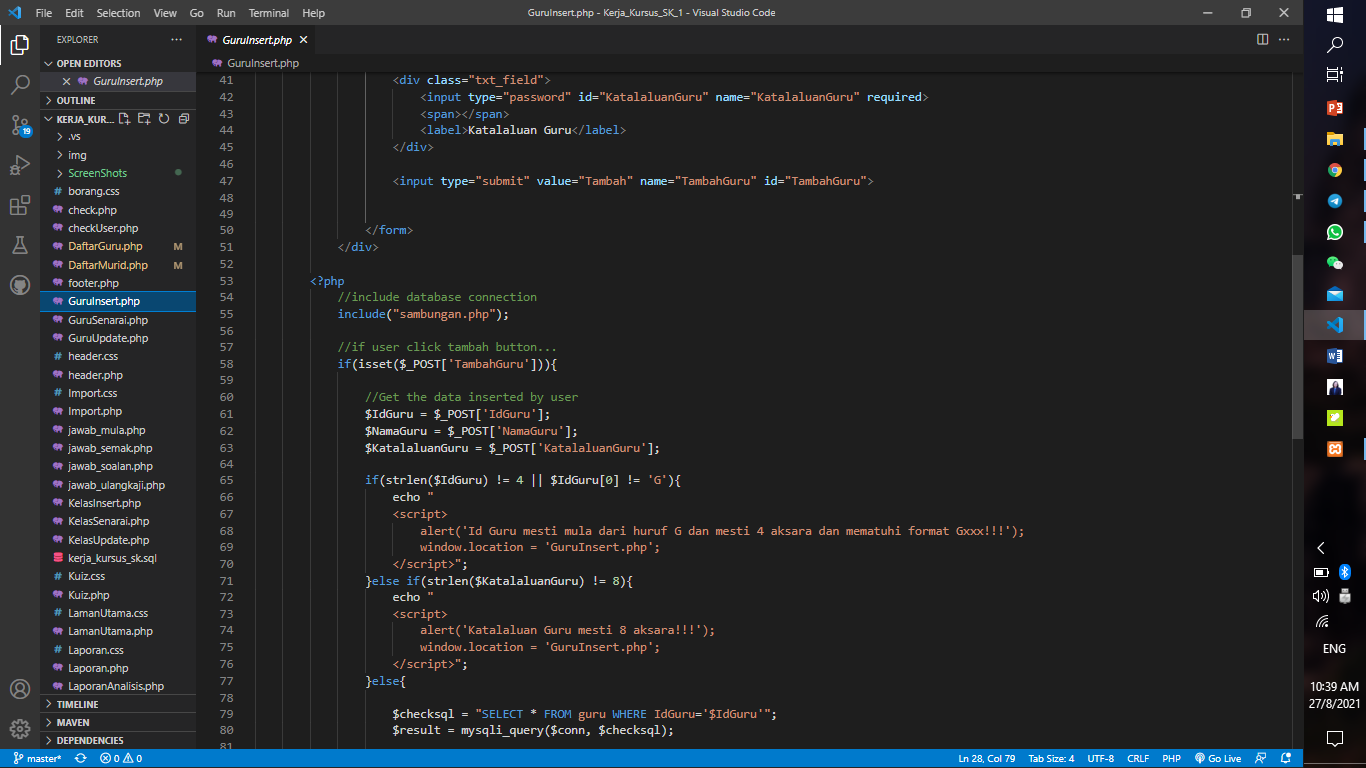 File Edit Selection View Go Run Terminal Help
GuruInsert.php - Kerja_Kursus_SK_1 - Visual Studio Code
EXPLORER
OPEN EDITORS
GuruInsert.php
OUTLINE
KERJA_KUR...
19
.vs
img
ScreenShots
borang.css
check.php
checkUser.php
DaftarGuru.php M
DaftarMurid.php M
footer.php
GuruInsert.php
GuruSenarai.php
GuruUpdate.php
header.css
header.php
Import.css
Import.php
jawab_mula.php
jawab_semak.php
jawab_soalan.php
jawab_ulangkaji.php
KelasInsert.php
KelasSenarai.php
KelasUpdate.php
kerja_kursus_sk.sql
Kuiz.css
Kuiz.php
LamanUtama.css
LamanUtama.php
Laporan.css
Laporan.php
LaporanAnalisis.php
TIMELINE
MAVEN
DEPENDENCIES
GuruInsert.php
GuruInsert.php
41 <div class="txt_field">
42 <input type="password" id="KatalaluanGuru" name="KatalaluanGuru" required>
43 <span></span>
44 <label>Katalaluan Guru</label>
45 </div>
46
47 <input type="submit" value="Tambah" name="TambahGuru" id="TambahGuru">
48
49
50 </form>
51 </div>
52
53 <?php
54 //include database connection
55 include("sambungan.php");
56
57 //if user click tambah button...
58 if(isset($_POST['TambahGuru'])){
59
60 //Get the data inserted by user
61 $IdGuru = $_POST['IdGuru'];
62 $NamaGuru = $_POST['NamaGuru'];
63 $KatalaluanGuru = $_POST['KatalaluanGuru'];
64
65 if(strlen($IdGuru) != 4 || $IdGuru[0] != 'G'){
66 echo "
67 <script>
68 alert('Id Guru mesti mula dari huruf G dan mesti 4 aksara dan mematuhi format Gxxx!!!');
69 window.location = 'GuruInsert.php';
70 </script>";
71 }else if(strlen($KatalaluanGuru) != 8){
72 echo "
73 <script>
74 alert('Katalaluan Guru mesti 8 aksara!!!');
75 window.location = 'GuruInsert.php';
76 </script>";
77 }else{
78
79 $checksql = "SELECT * FROM guru WHERE IdGuru='$IdGuru'";
80 $result = mysqli_query($conn, $checksql);
81
master* 0 0 Ln 28, Col 79 Tab Size: 4 UTF-8 CRLF PHP Go Live
ENG
10:39 AM
27/8/2021